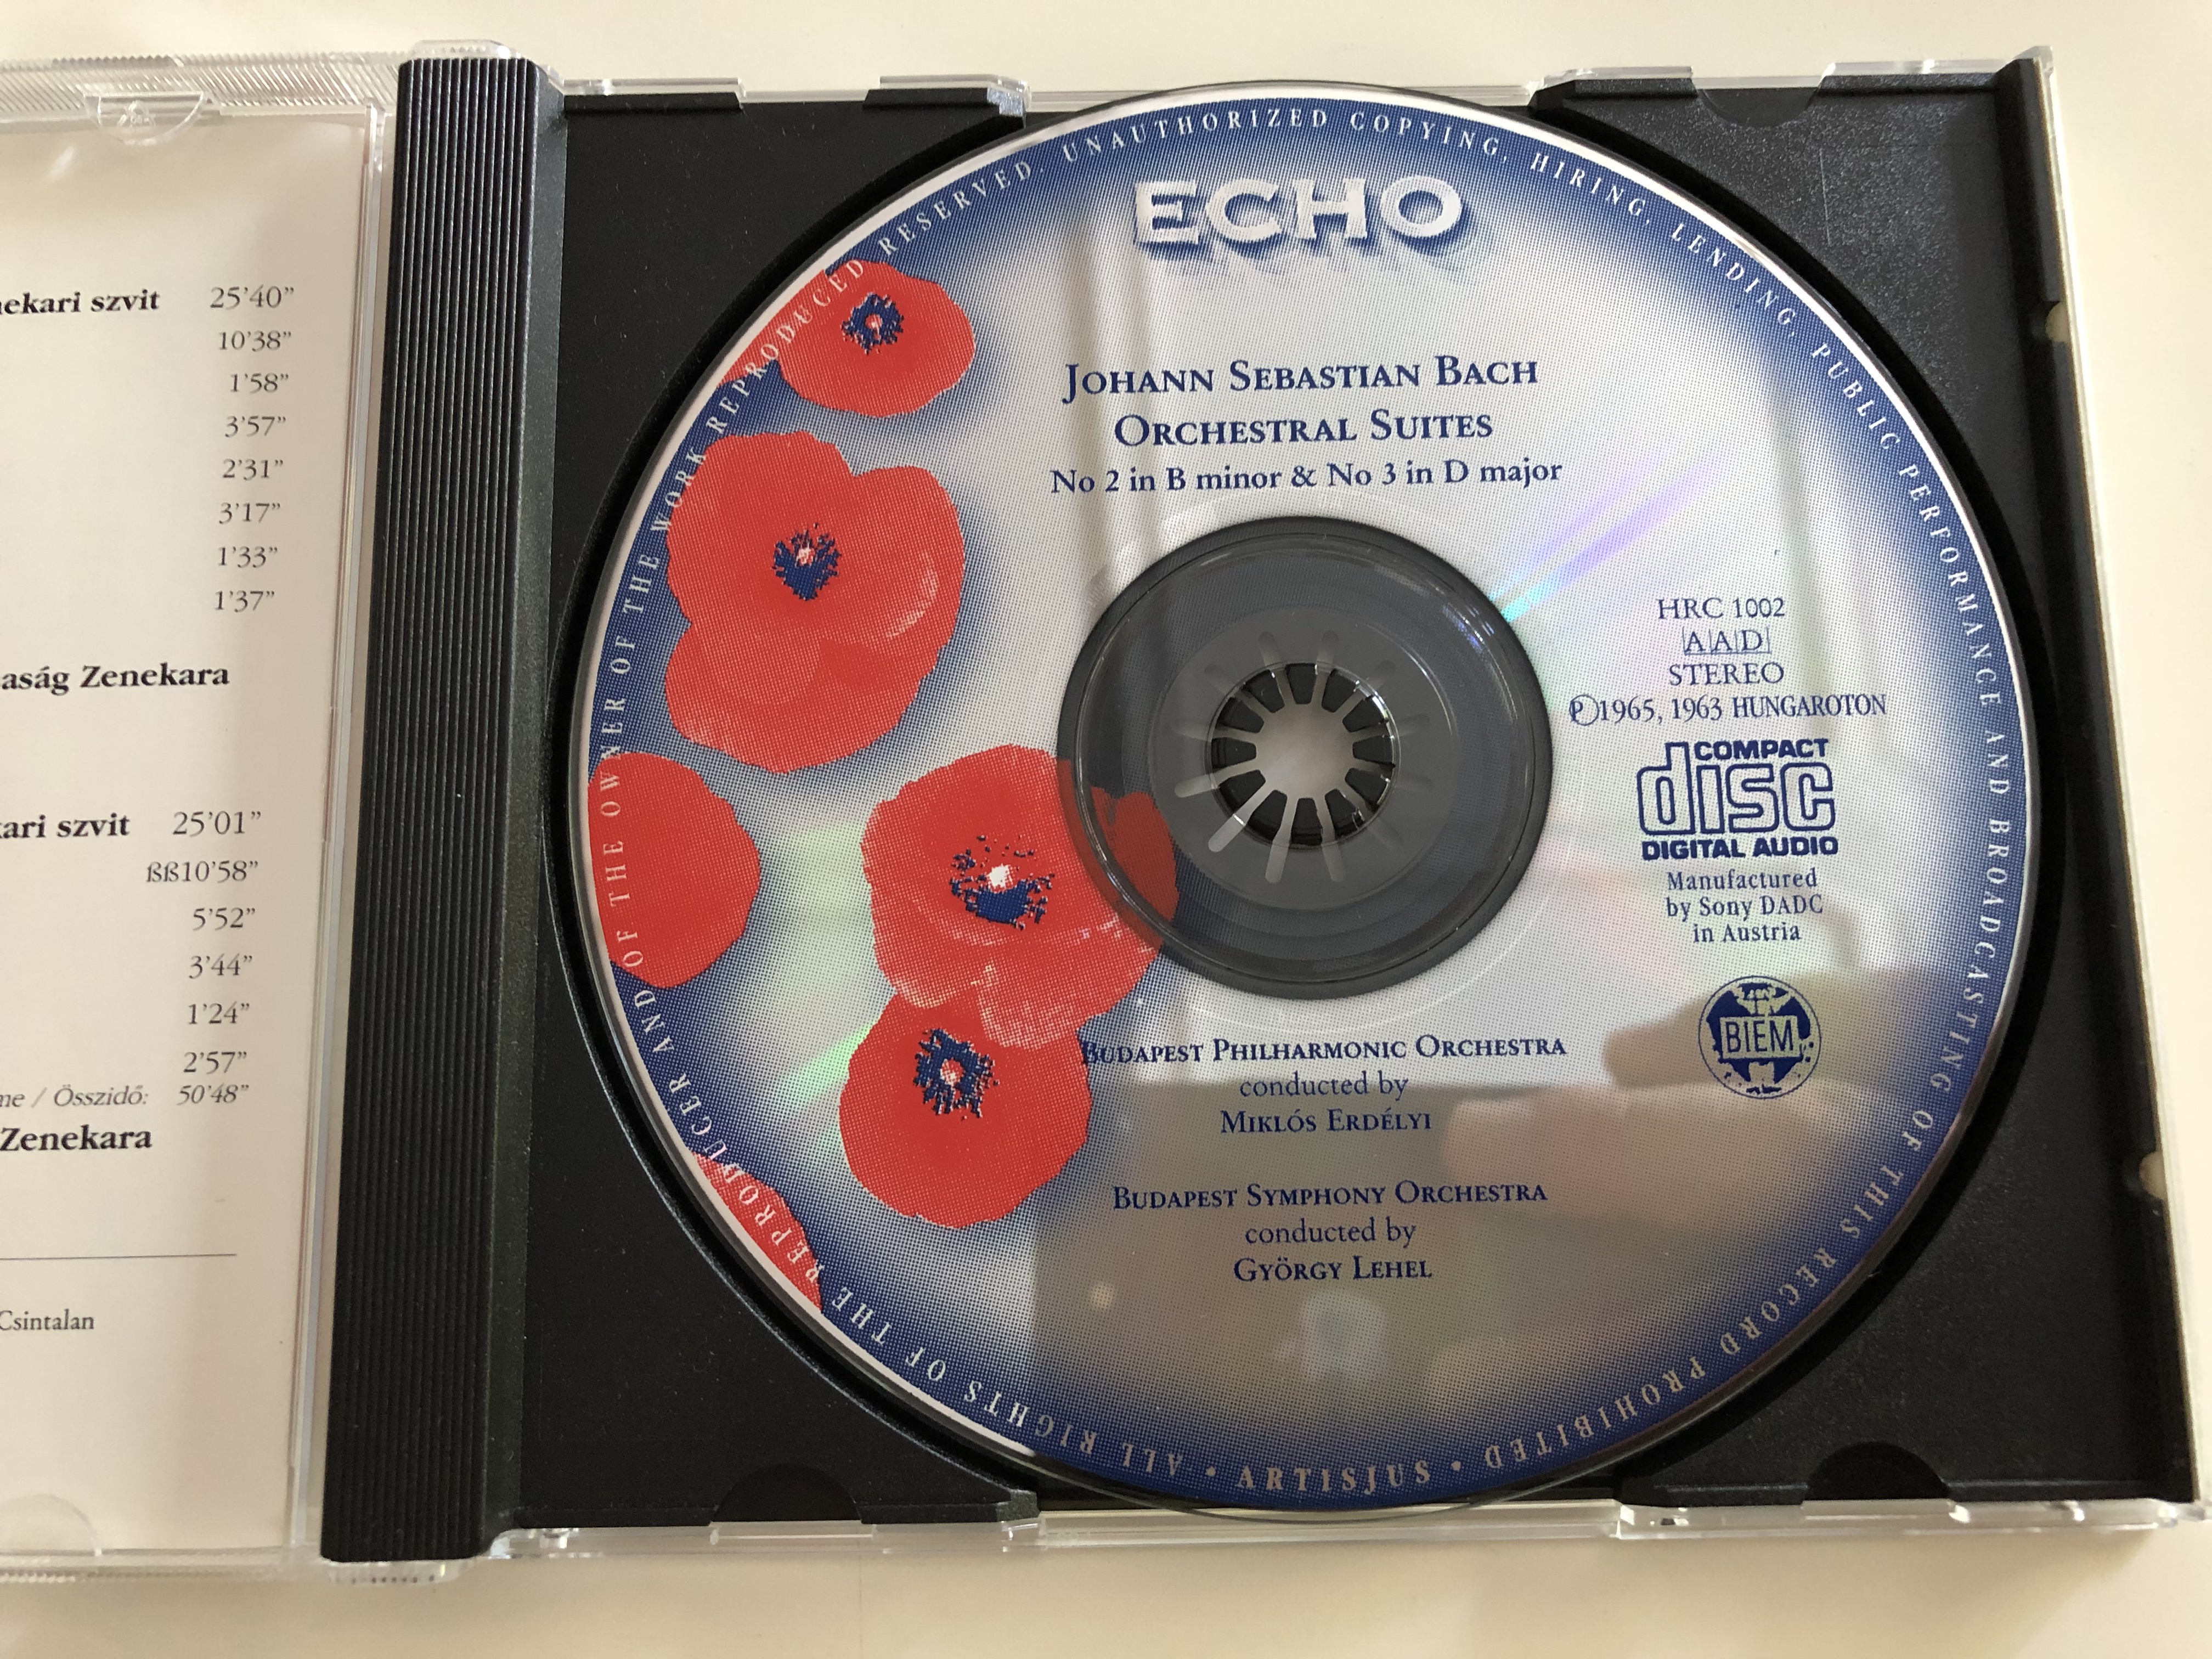 nekari szvit 25'40"
10'38"
1'58"
3'57"
2'31"
3'17"
1'33"
1'37"
aság Zenekara
kari szvit 25'01"
ßß10'58"
5'52"
3'44"
1'24"
2'57"
me / Összidő: 50'48"
Zenekara
Csintalan
ECHO
JOHANN SEBASTIAN BACH
ORCHESTRAL SUITES
No 2 in B minor & No 3 in D major
HRC 1002
AAD
STEREO
℗1965, 1963 HUNGAROTON
COMPACT
disc
DIGITAL AUDIO
Manufactured
by Sony DADC
in Austria
BIEM
BUDAPEST PHILHARMONIC ORCHESTRA
conducted by
MIKLÓS ERDÉLYI
BUDAPEST SYMPHONY ORCHESTRA
conducted by
GYÖRGY LEHEL
ALL RIGHTS OF THE REPRODUCER AND OF THE OWNER OF THE WORK REPRODUCED RESERVED. UNAUTHORIZED COPYING, HIRING, LENDING, PUBLIC PERFORMANCE AND BROADCASTING OF THIS RECORD PROHIBITED • ARTISJUS •